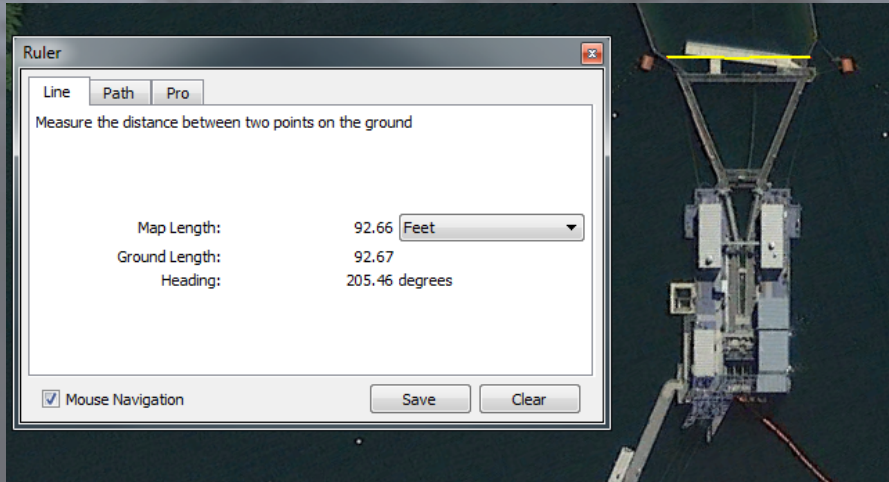 Ruler
Line Path Pro
Measure the distance between two points on the ground
Map Length: 92.66 Feet
Ground Length: 92.67
Heading: 205.46 degrees
Mouse Navigation Save Clear